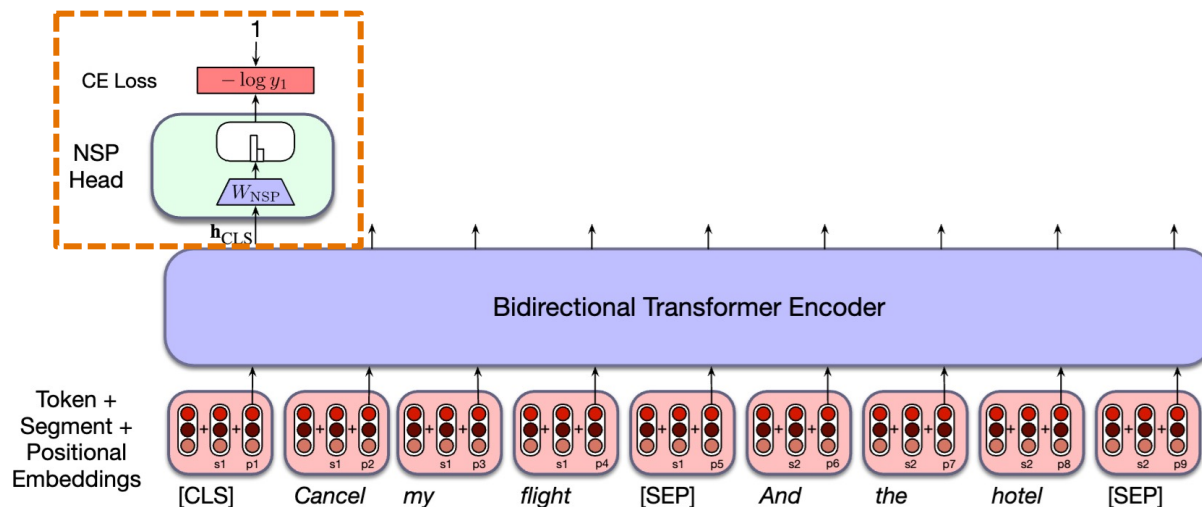 1
CE Loss
− log y₁
NSP
Head
W_NSP
h_CLS
Bidirectional Transformer Encoder
Token +
Segment +
Positional
Embeddings
+ + s1 p1
+ + s1 p2
+ + s1 p3
+ + s1 p4
+ + s1 p5
+ + s2 p6
+ + s2 p7
+ + s2 p8
+ + s2 p9
[CLS] Cancel my flight [SEP] And the hotel [SEP]